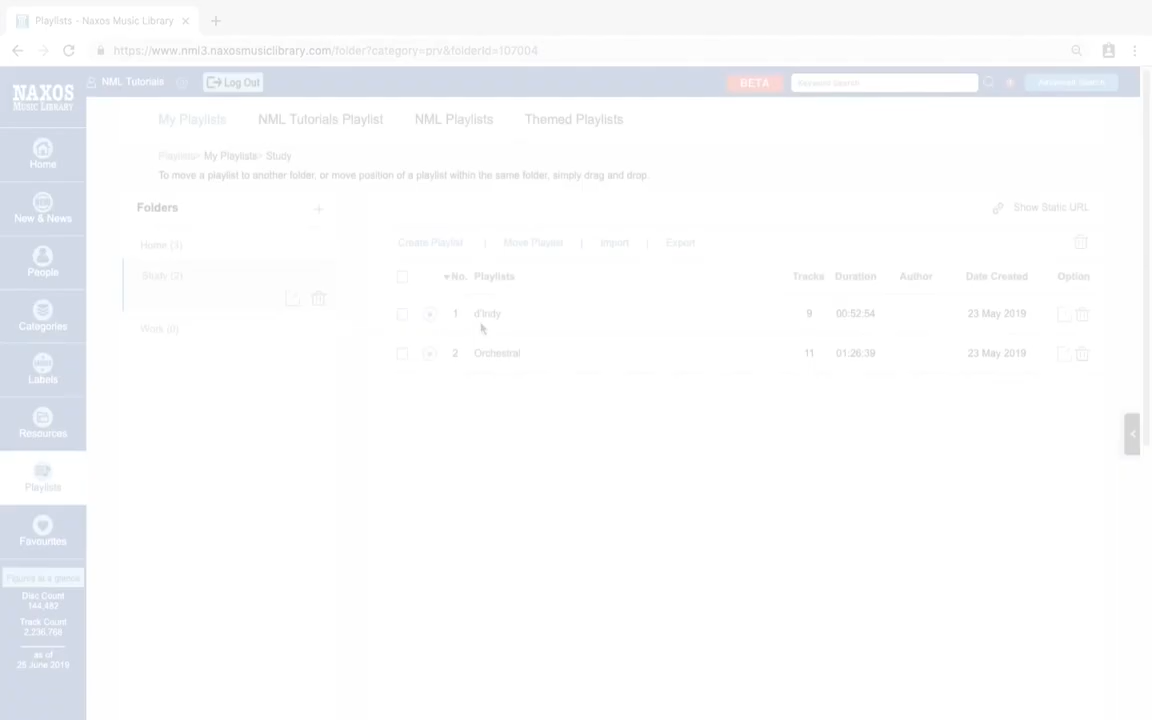 Playlists - Naxos Music Library
https://www.nml3.naxosmusiclibrary.com/folder?category=prv&folderId=107004
NAXOS
MUSIC LIBRARY
NML Tutorials
Log Out
BETA
Keyword Search
Advanced Search
My Playlists
NML Tutorials Playlist
NML Playlists
Themed Playlists
Playlists> My Playlists> Study
To move a playlist to another folder, or move position of a playlist within the same folder, simply drag and drop.
Home
New & News
People
Categories
Labels
Resources
Playlists
Favourites
Figures at a glance
Disc Count
144,482
Track Count
2,236,768
as of
25 June 2019
Folders
+
Home (3)
Study (2)
Work (0)
Show Static URL
Create Playlist | Move Playlist | Import | Export
No. Playlists Tracks Duration Author Date Created Option
1 d'Indy 9 00:52:54 23 May 2019
2 Orchestral 11 01:26:39 23 May 2019